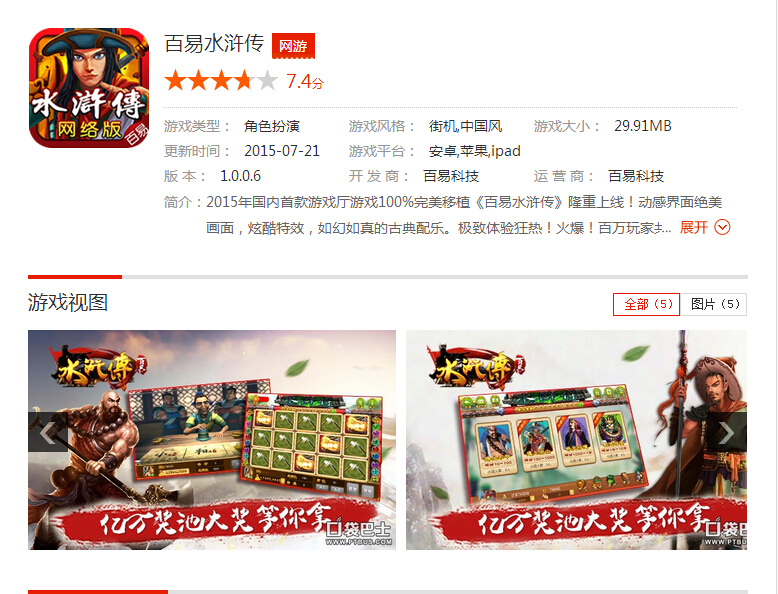 百易水浒传 网游
7.4分
游戏类型： 角色扮演 游戏风格： 街机,中国风 游戏大小： 29.91MB
更新时间： 2015-07-21 游戏平台： 安卓,苹果,ipad
版 本： 1.0.0.6 开 发 商： 百易科技 运 营 商： 百易科技
简介：2015年国内首款游戏厅游戏100%完美移植《百易水浒传》隆重上线！动感界面绝美
画面，炫酷特效，如幻如真的古典配乐。极致体验狂热！火爆！百万玩家共... 展开
水滸傳
网络版
百易
游戏视图 全部（5） 图片（5）
水滸傳
亿万奖池大奖等你拿
口袋巴士
WWW.PTBUS.COM
水滸傳
亿万奖池大奖等你拿
口袋巴
WWW.PTBUS